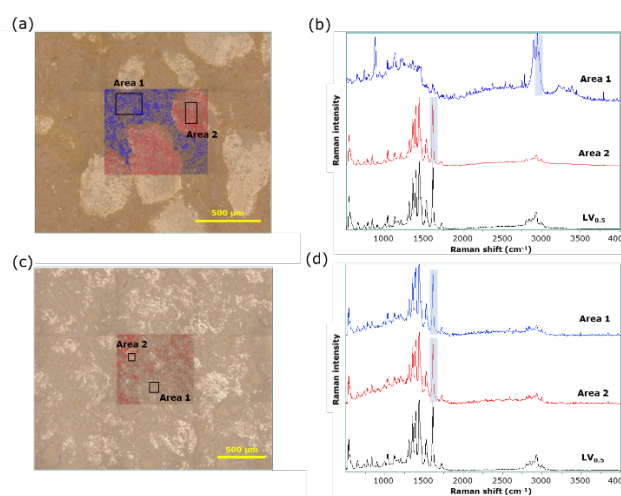 (a)
Area 1
Area 2
500 µm
(b)
Raman intensity
Area 1
Area 2
LV0.5
1000 1500 2000 2500 3000 400
Raman shift (cm⁻¹)
(c)
Area 2
Area 1
500 µm
(d)
Raman intensity
Area 1
Area 2
LV0.5
1000 1500 2000 2500 3000 400
Raman shift (cm⁻¹)